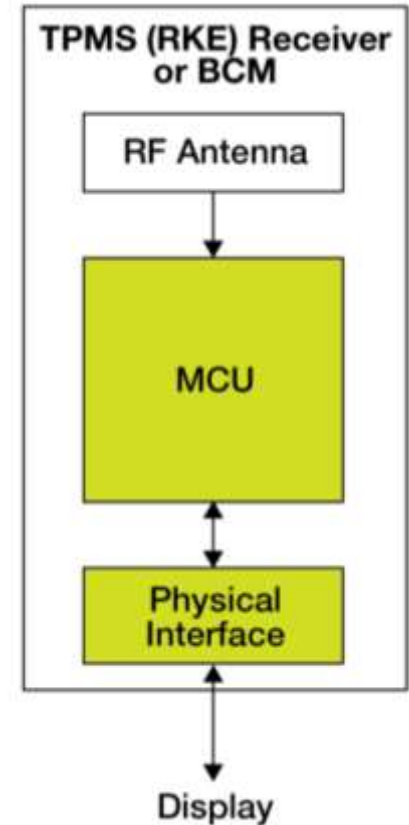 TPMS (RKE) Receiver
or BCM
RF Antenna
MCU
Physical
Interface
Display